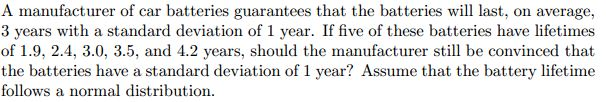 A manufacturer of car batteries guarantees that the batteries will last, on average,
3 years with a standard deviation of 1 year. If five of these batteries have lifetimes
of 1.9, 2.4, 3.0, 3.5, and 4.2 years, should the manufacturer still be convinced that
the batteries have a standard deviation of 1 year? Assume that the battery lifetime
follows a normal distribution.